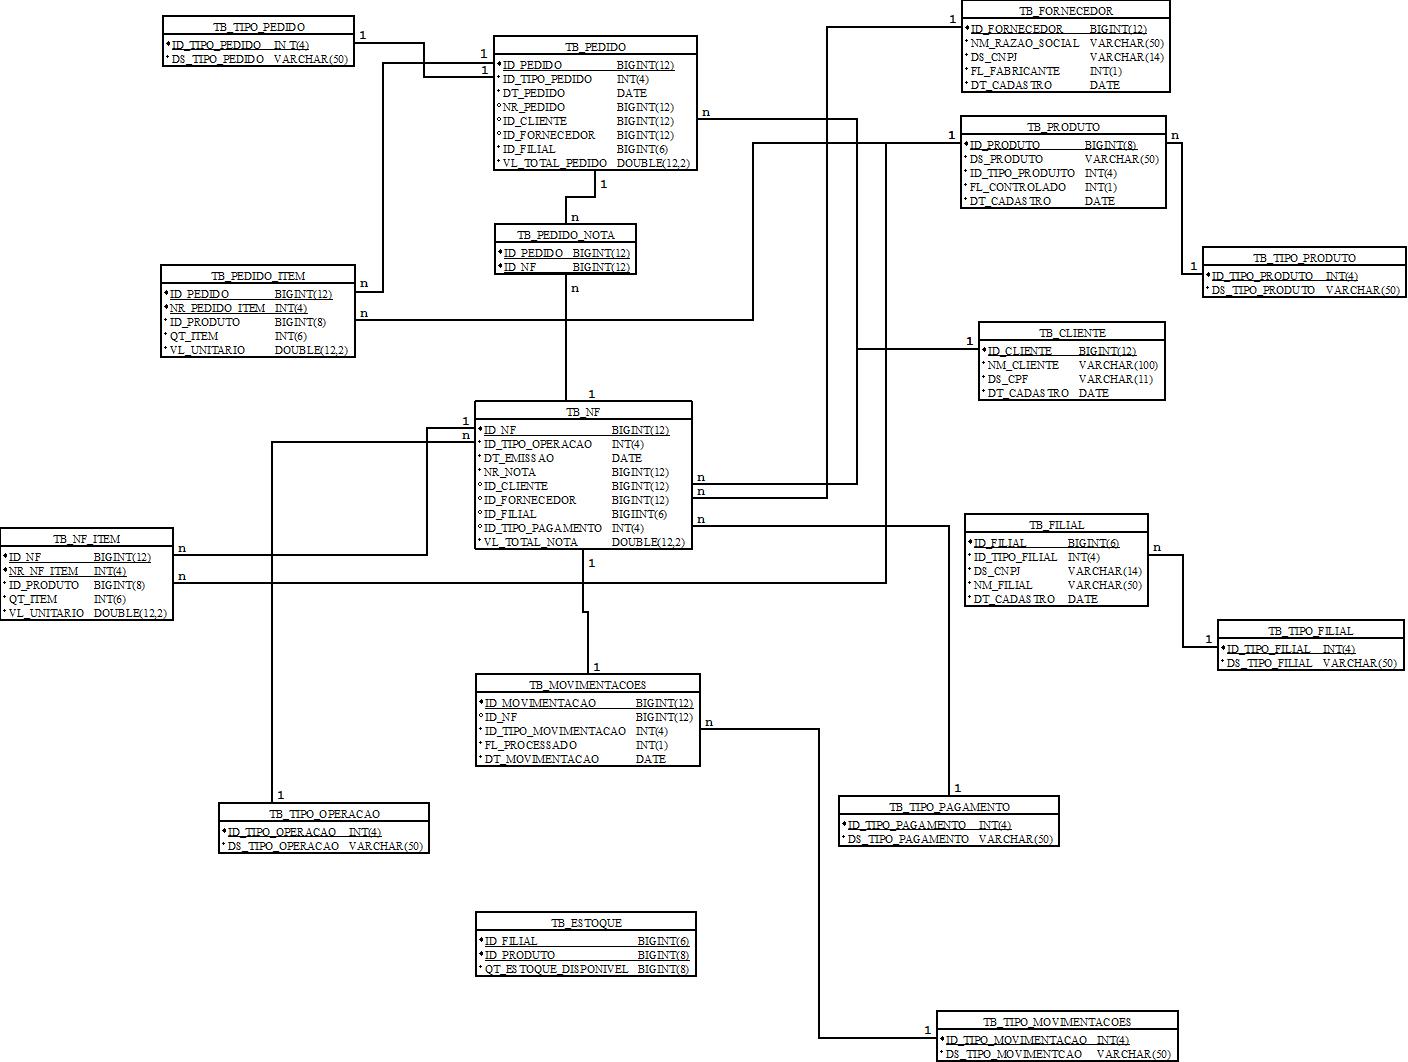 TB_TIPO_PEDIDO
ID_TIPO_PEDIDO INT(4)
DS_TIPO_PEDIDO VARCHAR(50)
1
TB_PEDIDO
1
ID_PEDIDO BIGINT(12)
1
ID_TIPO_PEDIDO INT(4)
DT_PEDIDO DATE
NR_PEDIDO BIGINT(12)
ID_CLIENTE BIGINT(12)
ID_FORNECEDOR BIGINT(12)
ID_FILIAL BIGINT(6)
VL_TOTAL_PEDIDO DOUBLE(12,2)
n
1
TB_FORNECEDOR
1
ID_FORNECEDOR BIGINT(12)
NM_RAZAO_SOCIAL VARCHAR(50)
DS_CNPJ VARCHAR(14)
FL_FABRICANTE INT(1)
DT_CADASTRO DATE
TB_PRODUTO
1
n
ID_PRODUTO BIGINT(8)
DS_PRODUTO VARCHAR(50)
ID_TIPO_PRODUJTO INT(4)
FL_CONTROLADO INT(1)
DT_CADASTRO DATE
n
TB_PEDIDO_NOTA
ID_PEDIDO BIGINT(12)
ID_NF BIGINT(12)
n
TB_TIPO_PRODUTO
1
ID_TIPO_PRODUTO INT(4)
DS_TIPO_PRODUTO VARCHAR(50)
TB_PEDIDO_ITEM
n
ID_PEDIDO BIGINT(12)
NR_PEDIDO_ITEM INT(4)
n
ID_PRODUTO BIGINT(8)
QT_ITEM INT(6)
VL_UNITARIO DOUBLE(12,2)
TB_CLIENTE
1
ID_CLIENTE BIGINT(12)
NM_CLIENTE VARCHAR(100)
DS_CPF VARCHAR(11)
DT_CADASTRO DATE
1
TB_NF
1
ID_NF BIGINT(12)
n
ID_TIPO_OPERACAO INT(4)
DT_EMISSAO DATE
NR_NOTA BIGINT(12)
ID_CLIENTE BIGINT(12)
n
ID_FORNECEDOR BIGINT(12)
n
ID_FILIAL BIGIINT(6)
ID_TIPO_PAGAMENTO INT(4)
n
VL_TOTAL_NOTA DOUBLE(12,2)
1
TB_NF_ITEM
n
ID_NF BIGINT(12)
NR_NF_ITEM INT(4)
n
ID_PRODUTO BIGINT(8)
QT_ITEM INT(6)
VL_UNITARIO DOUBLE(12,2)
TB_FILIAL
ID_FILIAL BIGINT(6)
n
ID_TIPO_FILIAL INT(4)
DS_CNPJ VARCHAR(14)
NM_FILIAL VARCHAR(50)
DT_CADASTRO DATE
TB_TIPO_FILIAL
1
ID_TIPO_FILIAL INT(4)
DS_TIPO_FILIAL VARCHAR(50)
1
TB_MOVIMENTACOES
ID_MOVIMENTACAO BIGINT(12)
ID_NF BIGINT(12)
n
ID_TIPO_MOVIMENTACAO INT(4)
FL_PROCESSADO INT(1)
DT_MOVIMENTACAO DATE
1
TB_TIPO_OPERACAO
ID_TIPO_OPERACAO INT(4)
DS_TIPO_OPERACAO VARCHAR(50)
1
TB_TIPO_PAGAMENTO
ID_TIPO_PAGAMENTO INT(4)
DS_TIPO_PAGAMENTO VARCHAR(50)
TB_ESTOQUE
ID_FILIAL BIGINT(6)
ID_PRODUTO BIGINT(8)
QT_ESTOQUE_DISPONIVEL BIGINT(8)
TB_TIPO_MOVIMENTACOES
1
ID_TIPO_MOVIMENTACAO INT(4)
DS_TIPO_MOVIMENTCAO VARCHAR(50)